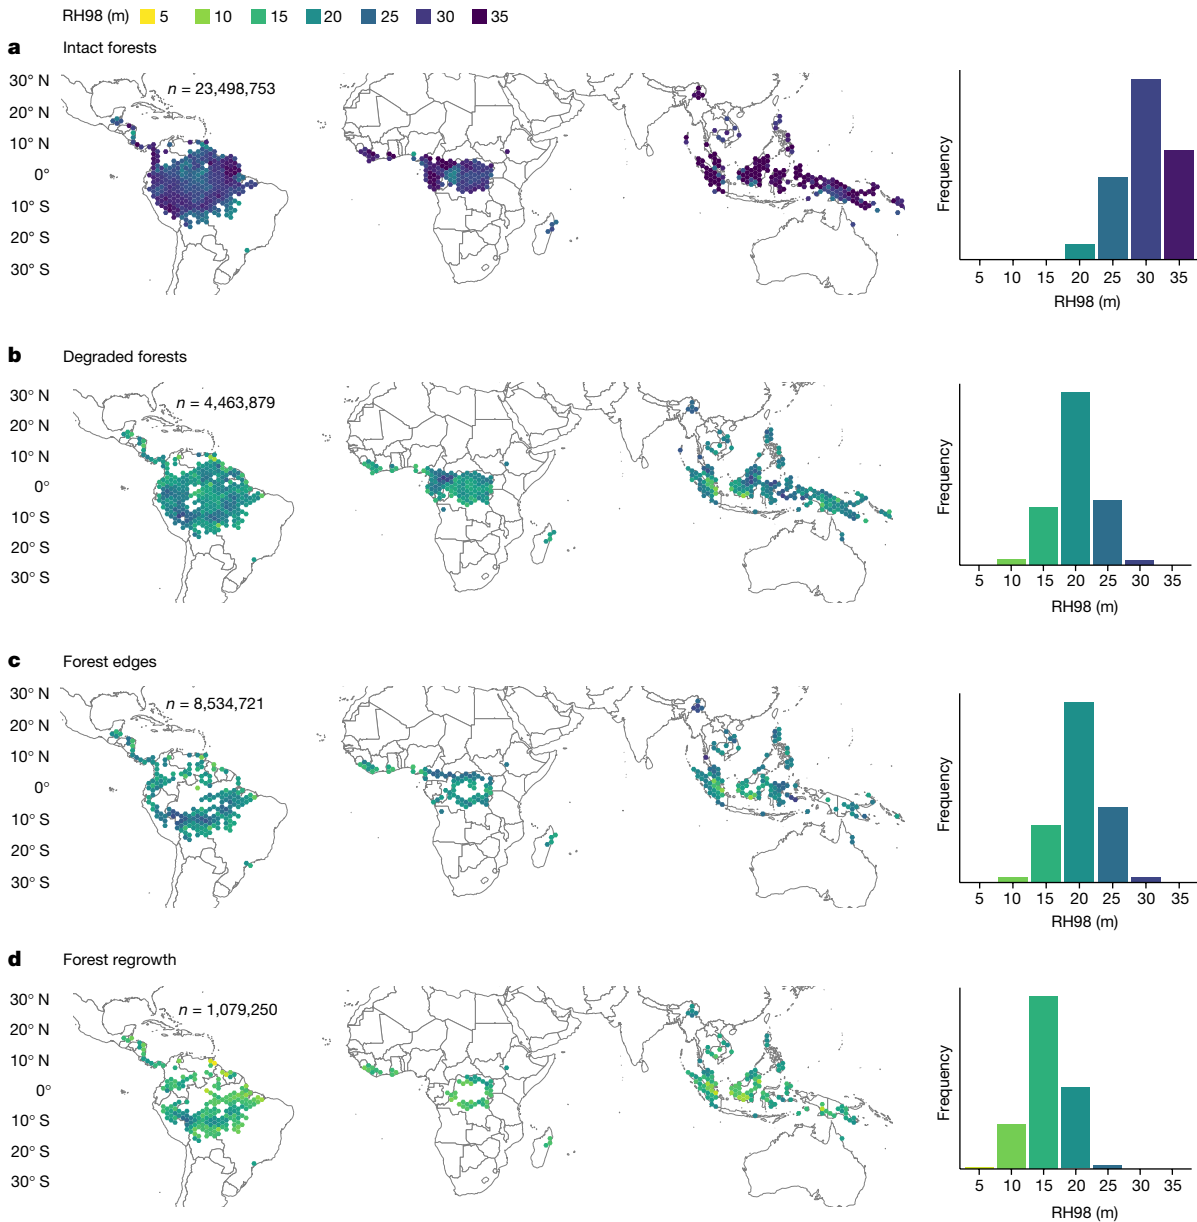 RH98 (m) 5 10 15 20 25 30 35
a Intact forests
n = 23,498,753
30° N
20° N
10° N
0°
10° S
20° S
30° S
Frequency
5 10 15 20 25 30 35
RH98 (m)
b Degraded forests
n = 4,463,879
30° N
20° N
10° N
0°
10° S
20° S
30° S
Frequency
5 10 15 20 25 30 35
RH98 (m)
c Forest edges
n = 8,534,721
30° N
20° N
10° N
0°
10° S
20° S
30° S
Frequency
5 10 15 20 25 30 35
RH98 (m)
d Forest regrowth
n = 1,079,250
30° N
20° N
10° N
0°
10° S
20° S
30° S
Frequency
5 10 15 20 25 30 35
RH98 (m)